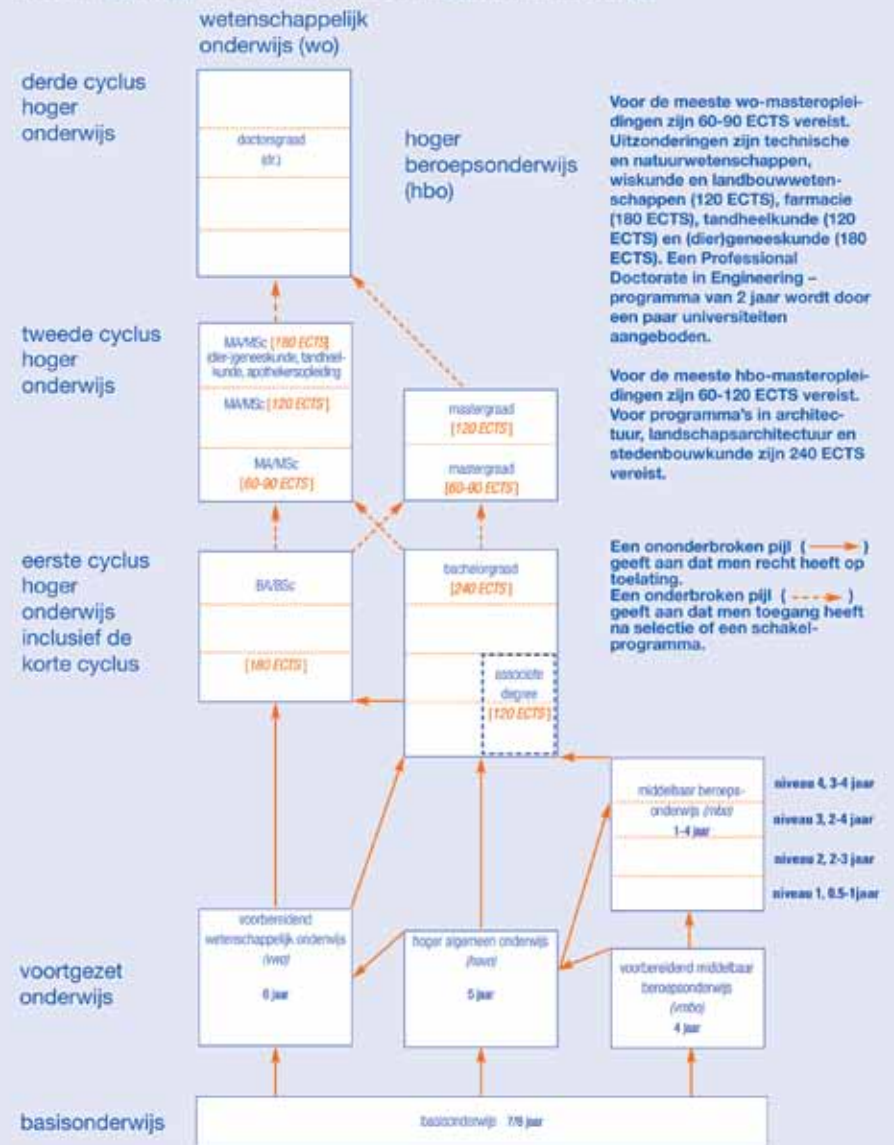 wetenschappelijk
onderwijs (wo)
derde cyclus
hoger
onderwijs
doctorsgraad
(dr.)
hoger
beroepsonderwijs
(hbo)
Voor de meeste wo-masteroplei-
dingen zijn 60-90 ECTS vereist.
Uitzonderingen zijn technische
en natuurwetenschappen,
wiskunde en landbouwweten-
schappen (120 ECTS), farmacie
(180 ECTS), tandheelkunde (120
ECTS) en (dier)geneeskunde (180
ECTS). Een Professional
Doctorate in Engineering –
programma van 2 jaar wordt door
een paar universiteiten
aangeboden.
Voor de meeste hbo-masteroplei-
dingen zijn 60-120 ECTS vereist.
Voor programma's in architec-
tuur, landschapsarchitectuur en
stedenbouwkunde zijn 240 ECTS
vereist.
tweede cyclus
hoger
onderwijs
MA/MSc [180 ECTS]
(dier-)geneeskunde, tandheel-
kunde, apothekersopleiding
MA/MSc [120 ECTS]
MA/MSc
[60-90 ECTS]
mastergraad
[120 ECTS]
mastergraad
[60-90 ECTS]
Een ononderbroken pijl ( )
geeft aan dat men recht heeft op
toelating.
Een onderbroken pijl ( )
geeft aan dat men toegang heeft
na selectie of een schakel-
programma.
eerste cyclus
hoger
onderwijs
inclusief de
korte cyclus
BA/BSc
[180 ECTS]
bachelorgraad
[240 ECTS]
associate
degree
[120 ECTS]
middelbaar beroeps-
onderwijs (mbo)
1-4 jaar
niveau 4, 3-4 jaar
niveau 3, 2-4 jaar
niveau 2, 2-3 jaar
niveau 1, 0.5-1jaar
voortgezet
onderwijs
voorbereidend
wetenschappelijk onderwijs
(vwo)
6 jaar
hoger algemeen onderwijs
(havo)
5 jaar
voorbereidend middelbaar
beroepsonderwijs
(vmbo)
4 jaar
basisonderwijs
basisonderwijs 7/8 jaar